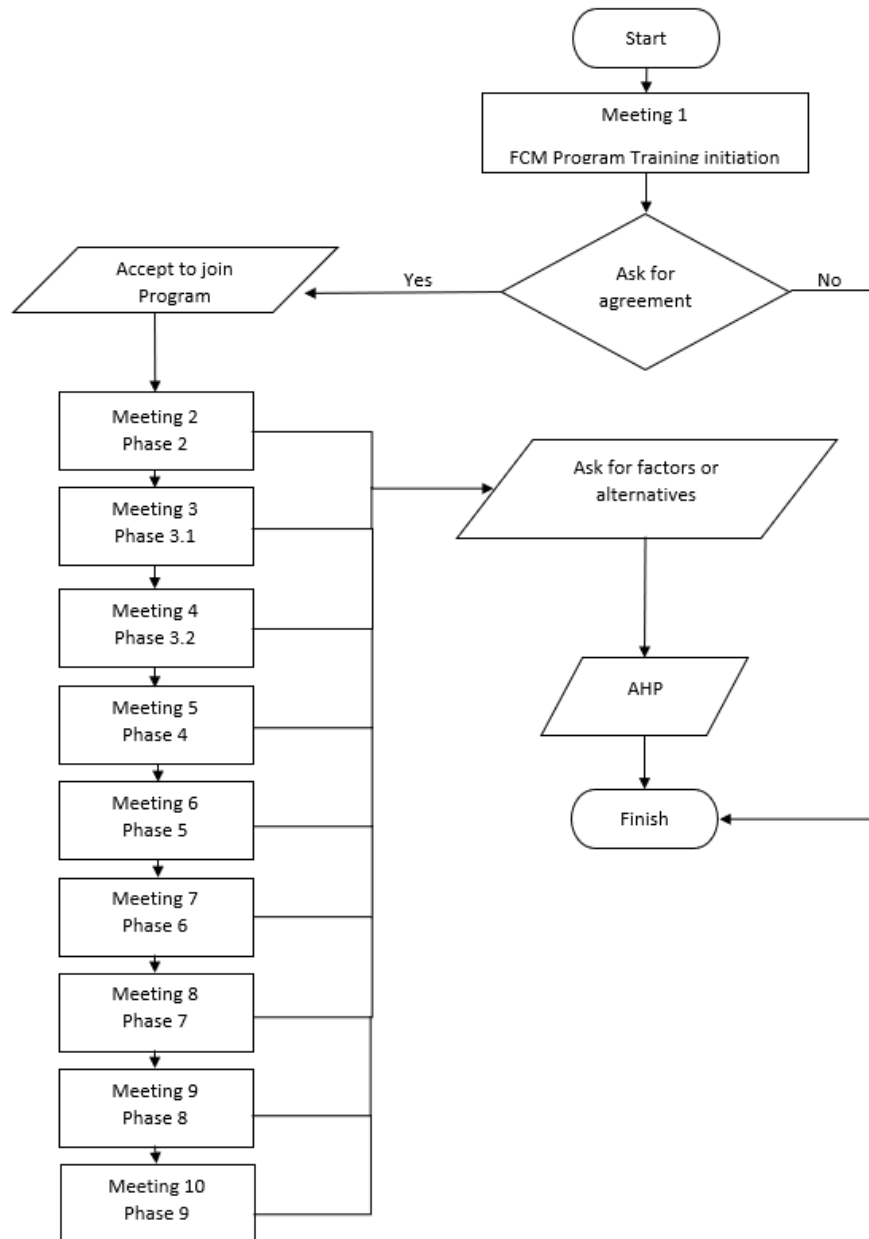 Start
Meeting 1
FCM Program Training initiation
Ask for
agreement
Yes
No
Accept to join
Program
Meeting 2
Phase 2
Meeting 3
Phase 3.1
Meeting 4
Phase 3.2
Meeting 5
Phase 4
Meeting 6
Phase 5
Meeting 7
Phase 6
Meeting 8
Phase 7
Meeting 9
Phase 8
Meeting 10
Phase 9
Ask for factors or
alternatives
AHP
Finish